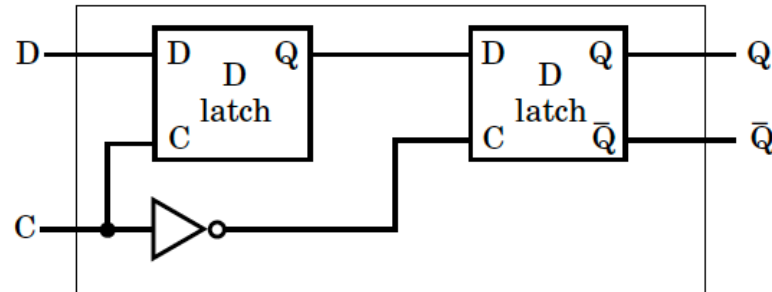 D D Q D Q Q
D D
latch latch
C C Q̄ Q̄
C